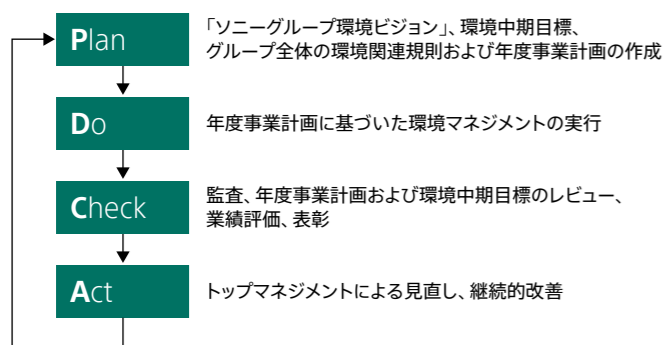 Plan
「ソニーグループ環境ビジョン」、環境中期目標、
グループ全体の環境関連規則および年度事業計画の作成
Do
年度事業計画に基づいた環境マネジメントの実行
Check
監査、年度事業計画および環境中期目標のレビュー、
業績評価、表彰
Act
トップマネジメントによる見直し、継続的改善